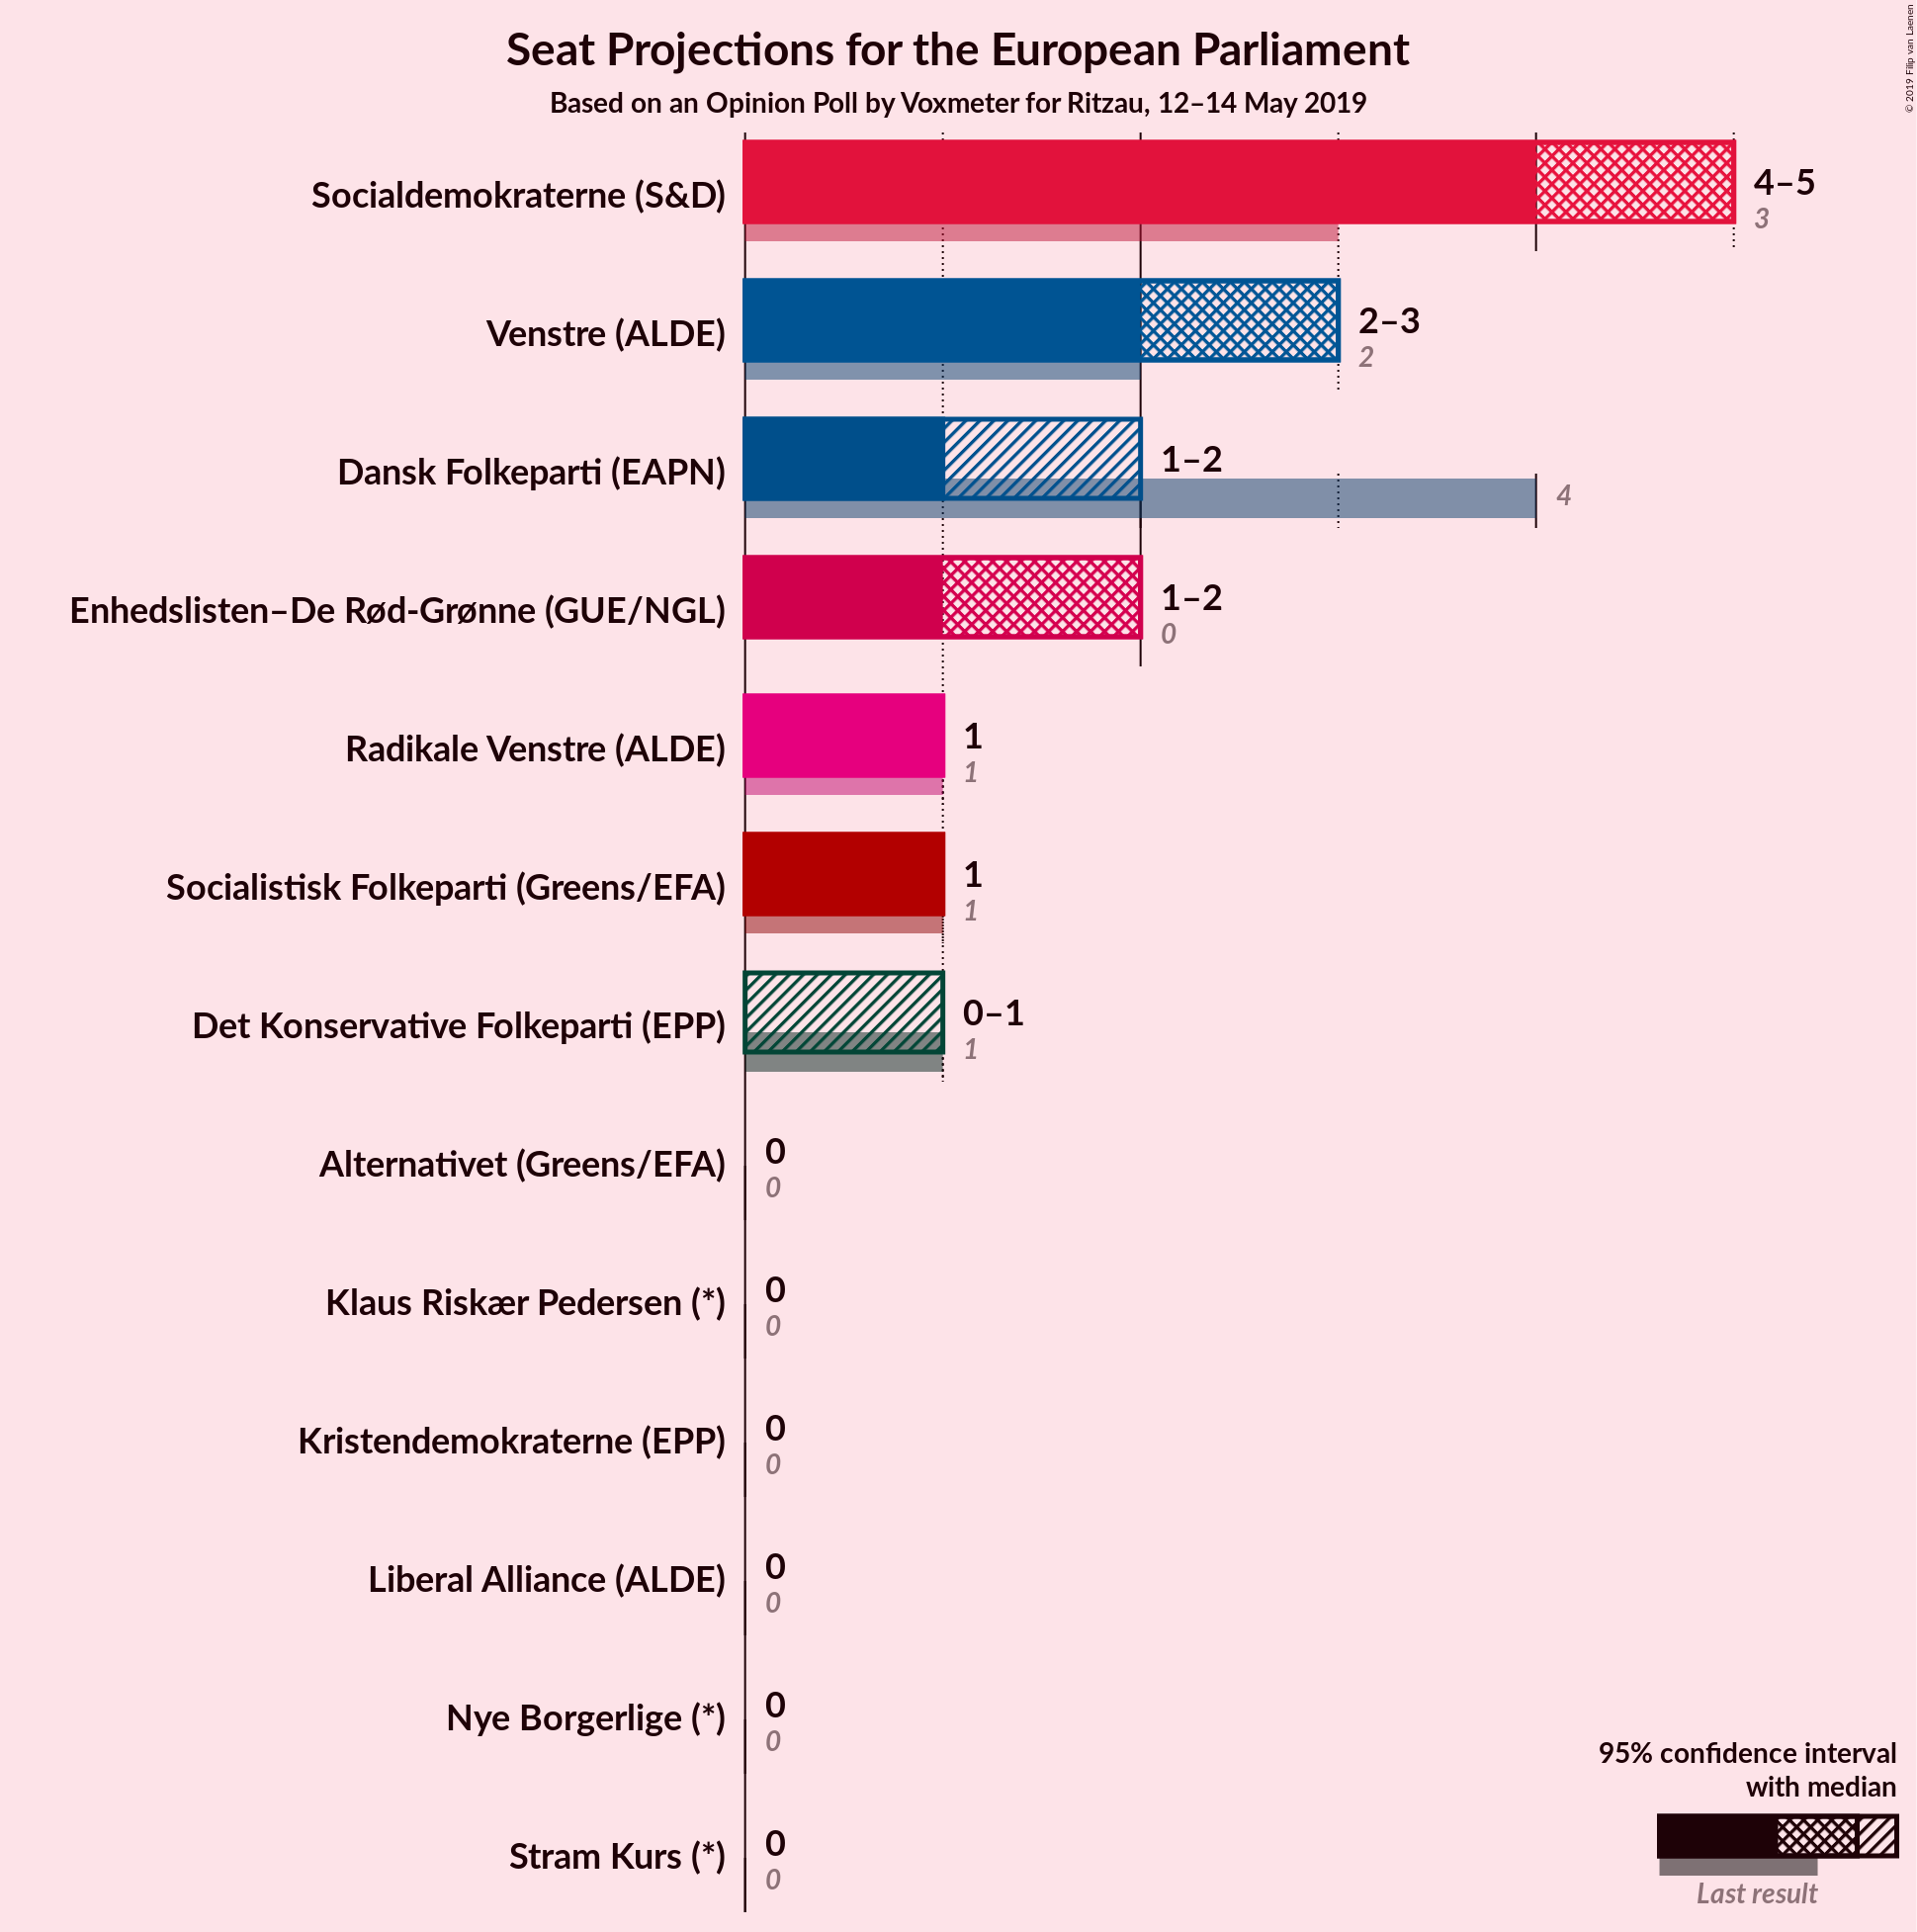 Seat Projections for the European Parliament
Based on an Opinion Poll by Voxmeter for Ritzau, 12–14 May 2019
© 2019 Filip van Laenen
Socialdemokraterne (S&D)
4–5
3
Venstre (ALDE)
2–3
2
Dansk Folkeparti (EAPN)
1–2
4
Enhedslisten–De Rød-Grønne (GUE/NGL)
1–2
0
Radikale Venstre (ALDE)
1
1
Socialistisk Folkeparti (Greens/EFA)
1
1
Det Konservative Folkeparti (EPP)
0–1
1
Alternativet (Greens/EFA)
0
0
Klaus Riskær Pedersen (*)
0
0
Kristendemokraterne (EPP)
0
0
Liberal Alliance (ALDE)
0
0
Nye Borgerlige (*)
0
0
Stram Kurs (*)
0
0
95% confidence interval
with median
Last result